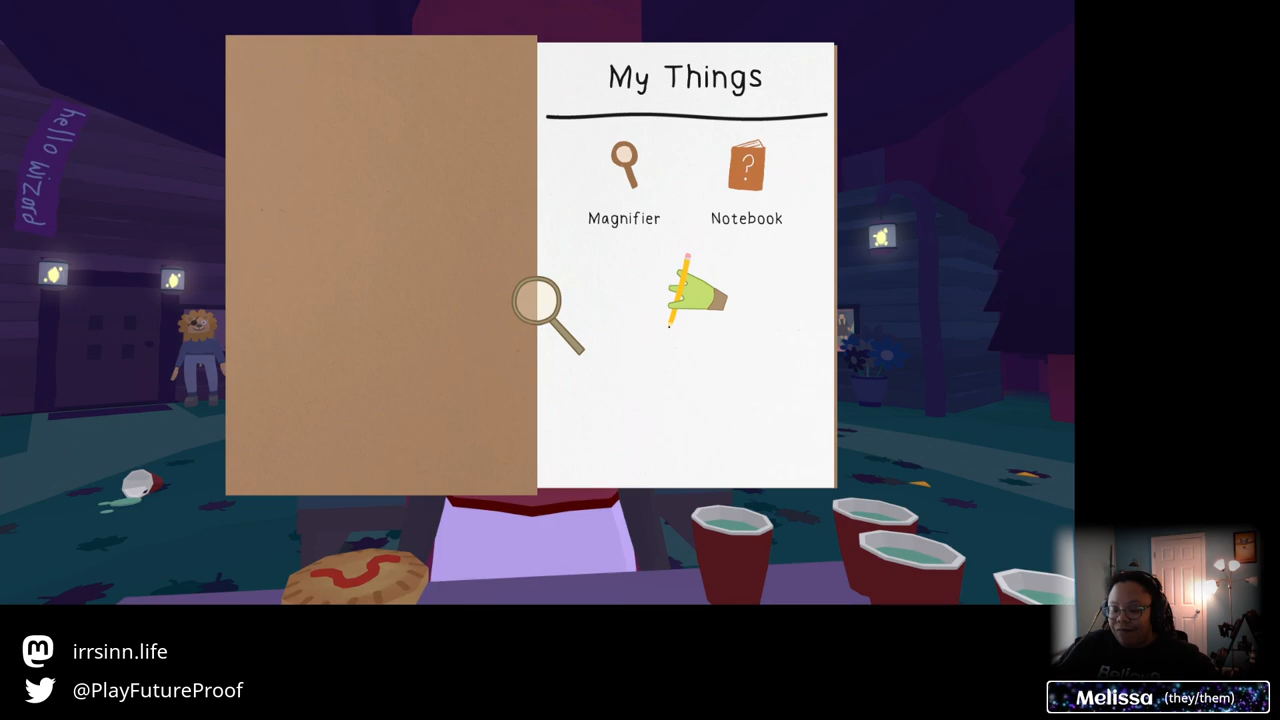 My Things
Magnifier
Notebook
?
hello wizard
irrsinn.life
@PlayFutureProof
Melissa (they/them)